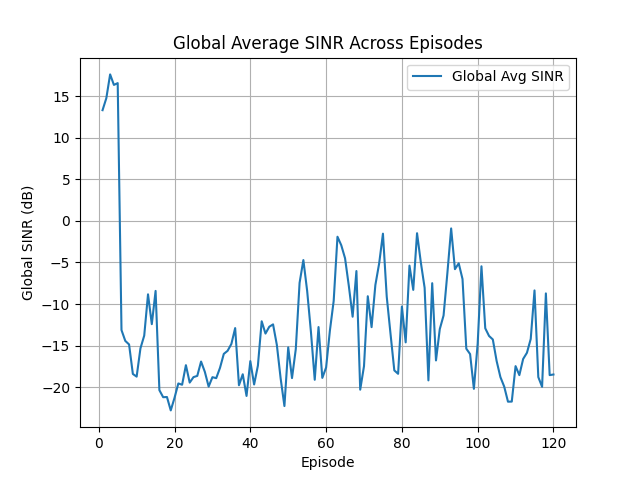 Global Average SINR Across Episodes
Global Avg SINR
Global SINR (dB)
15
10
5
0
−5
−10
−15
−20
0 20 40 60 80 100 120
Episode